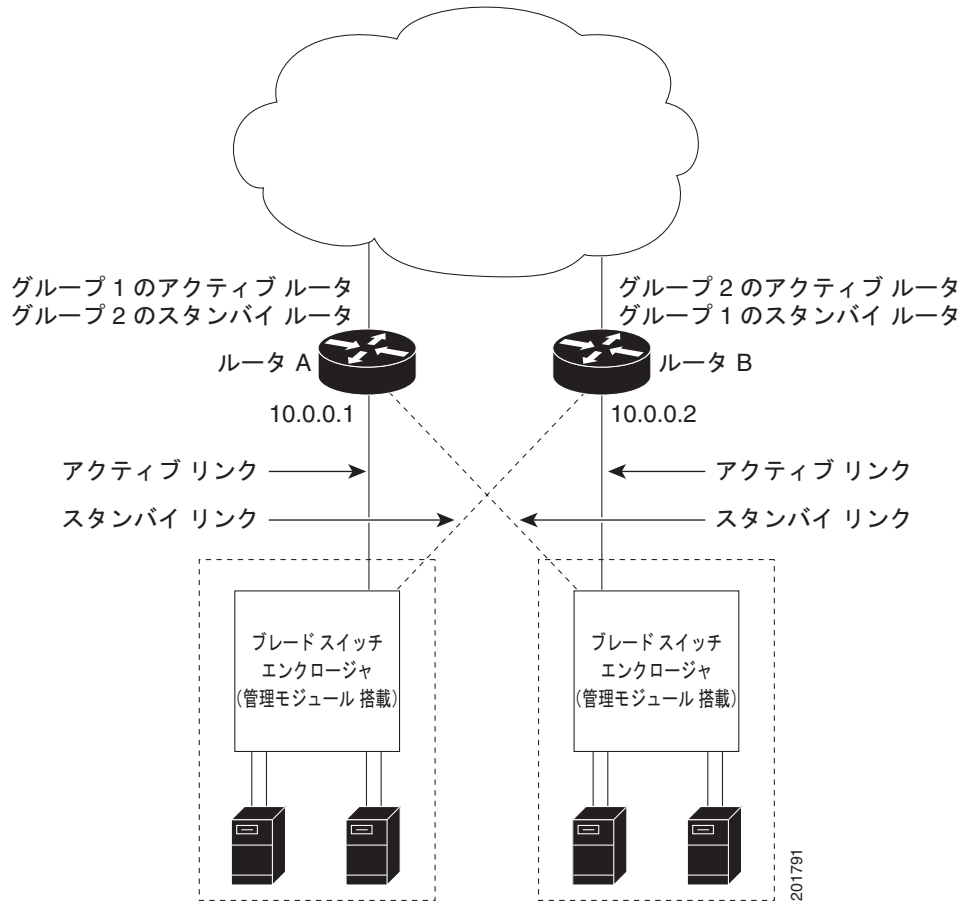 グループ 1 のアクティブ ルータ
グループ 2 のスタンバイ ルータ
グループ 2 のアクティブ ルータ
グループ 1 のスタンバイ ルータ
ルータ A
ルータ B
10.0.0.1
10.0.0.2
アクティブ リンク
アクティブ リンク
スタンバイ リンク
スタンバイ リンク
ブレード スイッチ
エンクロージャ
(管理モジュール 搭載)
ブレード スイッチ
エンクロージャ
(管理モジュール 搭載)
201791